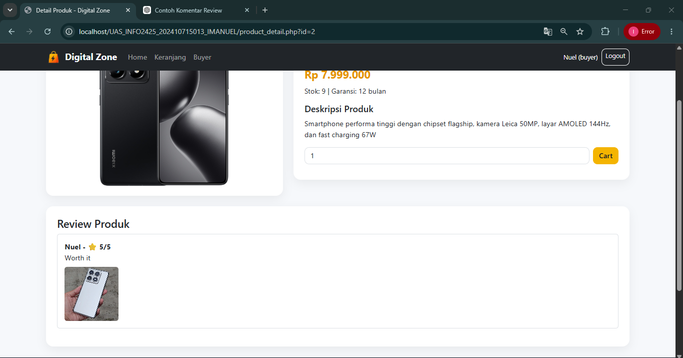 Detail Produk - Digital Zone
Contoh Komentar Review
localhost/UAS_INFO2425_202410715013_IMANUEL/product_detail.php?id=2
I
Error
Digital Zone
Home
Keranjang
Buyer
Nuel (buyer)
Logout
Rp 7.999.000
Stok: 9 | Garansi: 12 bulan
Deskripsi Produk
Smartphone performa tinggi dengan chipset flagship, kamera Leica 50MP, layar AMOLED 144Hz,
dan fast charging 67W
1
Cart
Review Produk
Nuel - ⭐ 5/5
Worth it